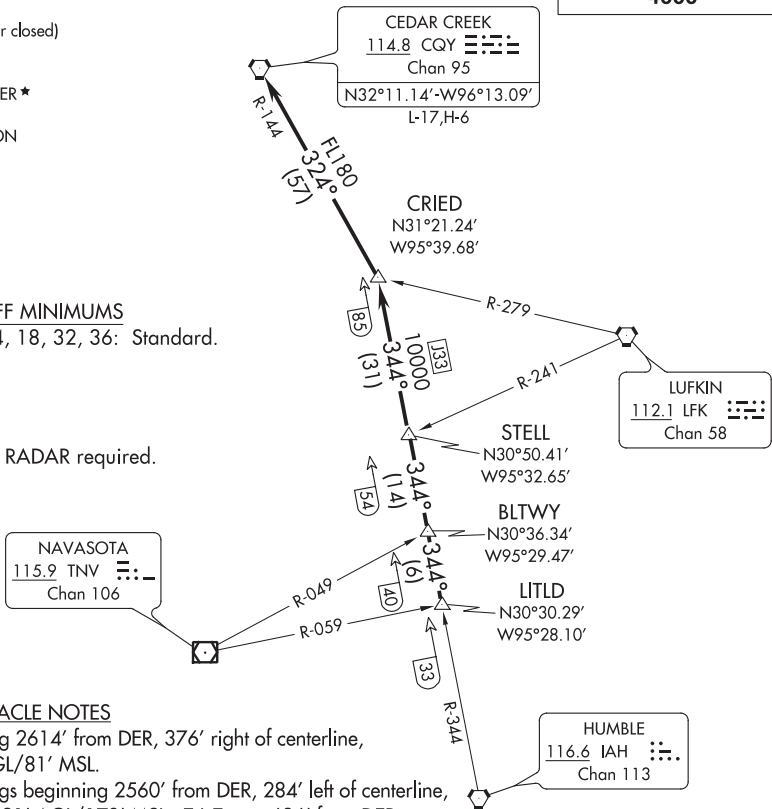 4000
r closed)
ER ★
ON
CEDAR CREEK
114.8 CQY
Chan 95
N32°11.14′-W96°13.09′
L-17,H-6
R-144
FL180
324°
(57)
CRIED
N31°21.24′
W95°39.68′
FF MINIMUMS
4, 18, 32, 36: Standard.
85
10000
J33
344°
(31)
R-279
R-241
LUFKIN
112.1 LFK
Chan 58
RADAR required.
STELL
N30°50.41′
W95°32.65′
54
344°
(14)
BLTWY
N30°36.34′
W95°29.47′
NAVASOTA
115.9 TNV
Chan 106
R-049
R-059
40
344°
(6)
LITLD
N30°30.29′
W95°28.10′
33
R-344
HUMBLE
116.6 IAH
Chan 113
ACLE NOTES
g 2614′ from DER, 376′ right of centerline,
GL/81′ MSL.
gs beginning 2560′ from DER, 284′ left of centerline,